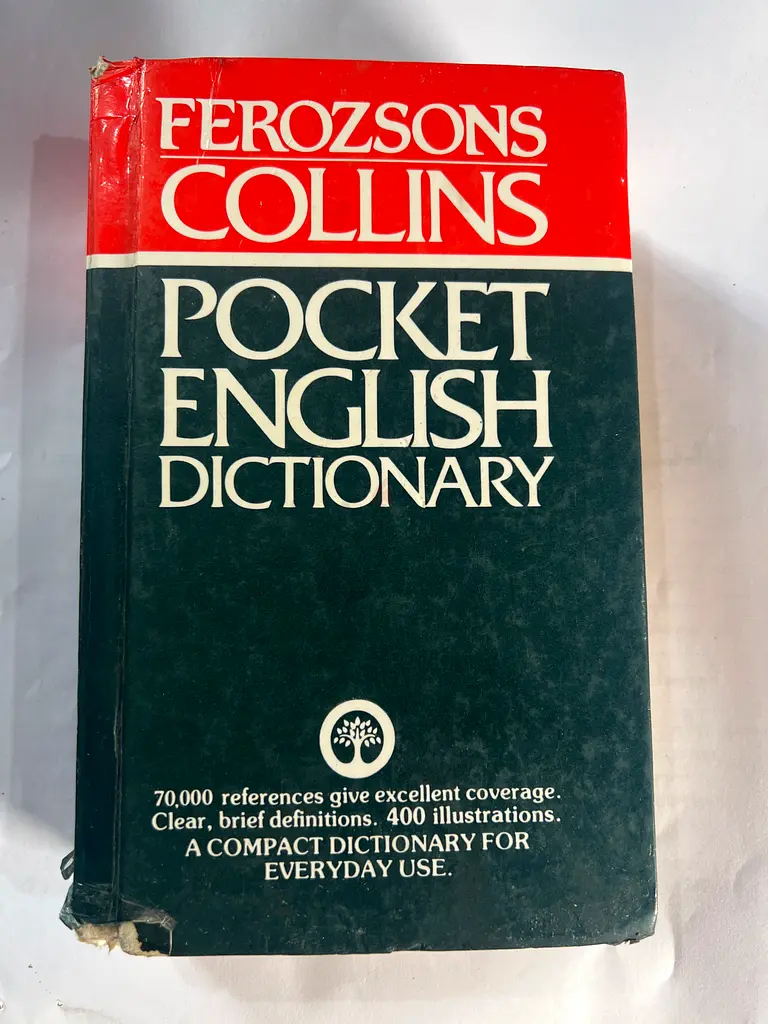 FEROZSONS
COLLINS
POCKET
ENGLISH
DICTIONARY
70,000 references give excellent coverage.
Clear, brief definitions. 400 illustrations.
A COMPACT DICTIONARY FOR
EVERYDAY USE.